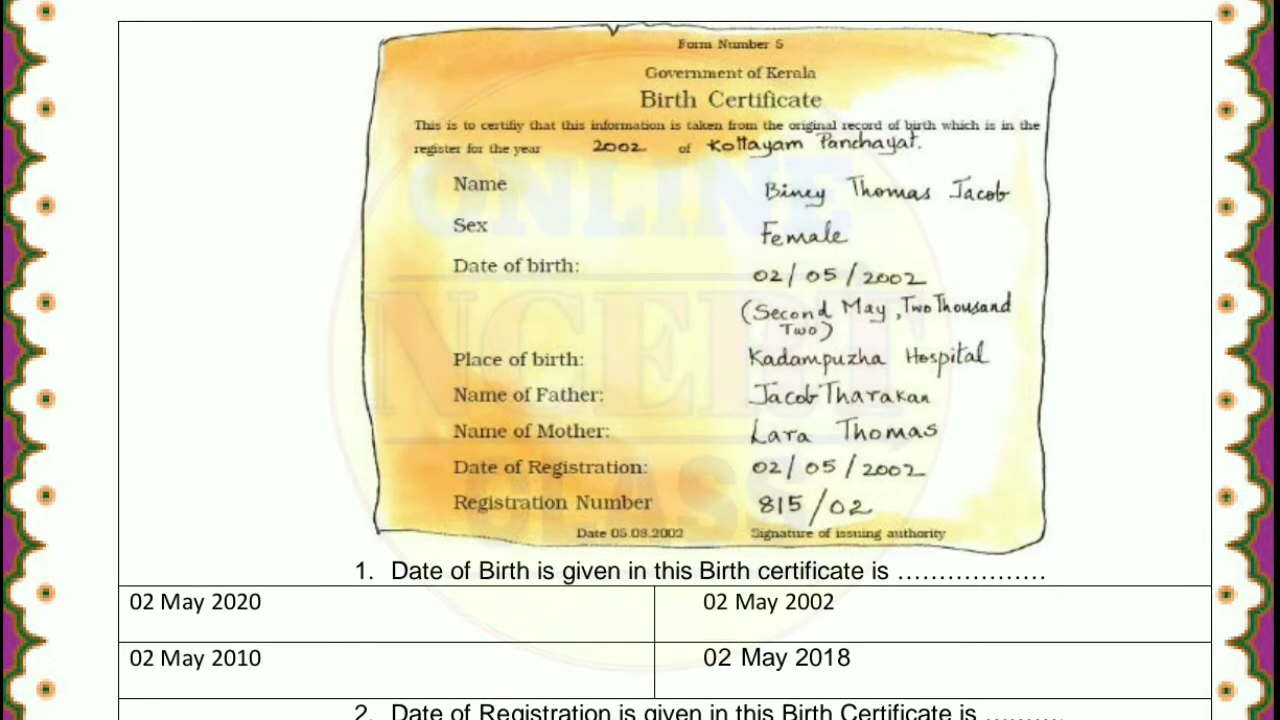 Form Number 5
Government of Kerala
Birth Certificate
This is to certifiy that this information is taken from the original record of birth which is in the
register for the year 2002 of Kottayam Panchayat.
Name Biney Thomas Jacob
Sex Female
Date of birth: 02/05/2002
(Second May, Two Thousand
Two)
Place of birth: Kadampuzha Hospital
Name of Father: Jacob Tharakan
Name of Mother: Lara Thomas
Date of Registration: 02/05/2002
Registration Number 815/02
Date 05.08.2002 Signature of issuing authority
ONLINE
NCERT
CLASS
1. Date of Birth is given in this Birth certificate is ………………
02 May 2020 02 May 2002
02 May 2010 02 May 2018
2. Date of Registration is given in this Birth Certificate is ………